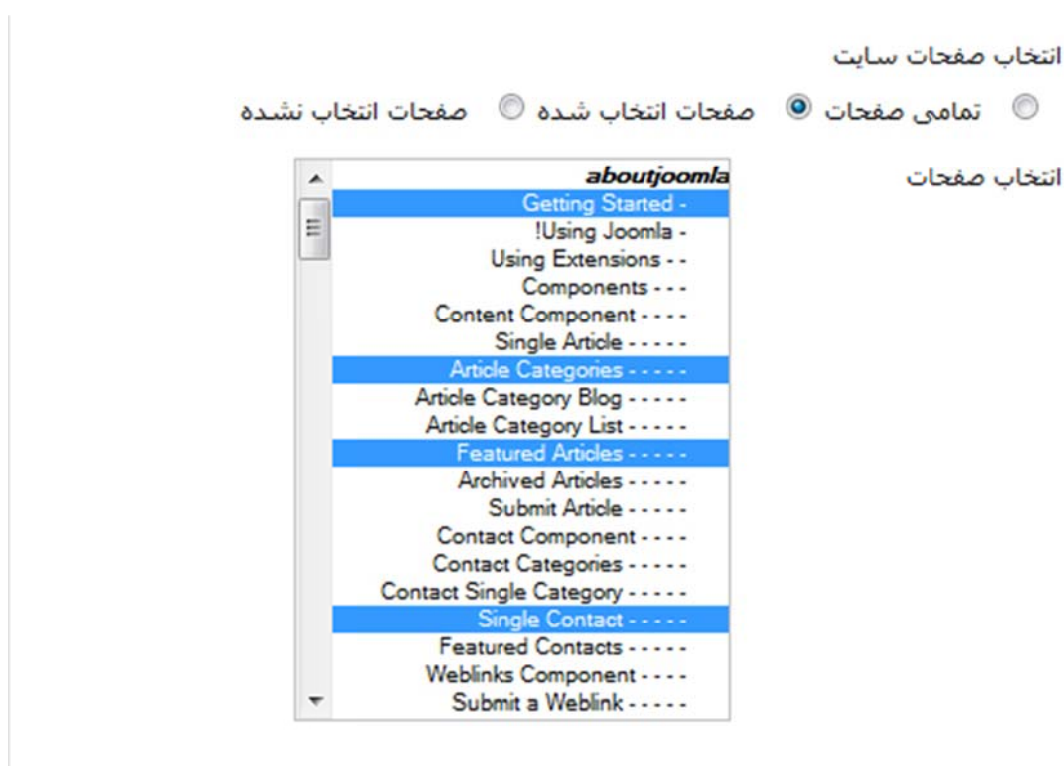 انتخاب صفحات سایت
تمامی صفحات صفحات انتخاب شده صفحات انتخاب نشده
انتخاب صفحات
aboutjoomla
Getting Started -
!Using Joomla -
Using Extensions - -
Components - - -
Content Component - - - -
Single Article - - - - -
Article Categories - - - - -
Article Category Blog - - - - -
Article Category List - - - - -
Featured Articles - - - - -
Archived Articles - - - - -
Submit Article - - - - -
Contact Component - - - -
Contact Categories - - - - -
Contact Single Category - - - - -
Single Contact - - - - -
Featured Contacts - - - - -
Weblinks Component - - - -
Submit a Weblink - - - - -